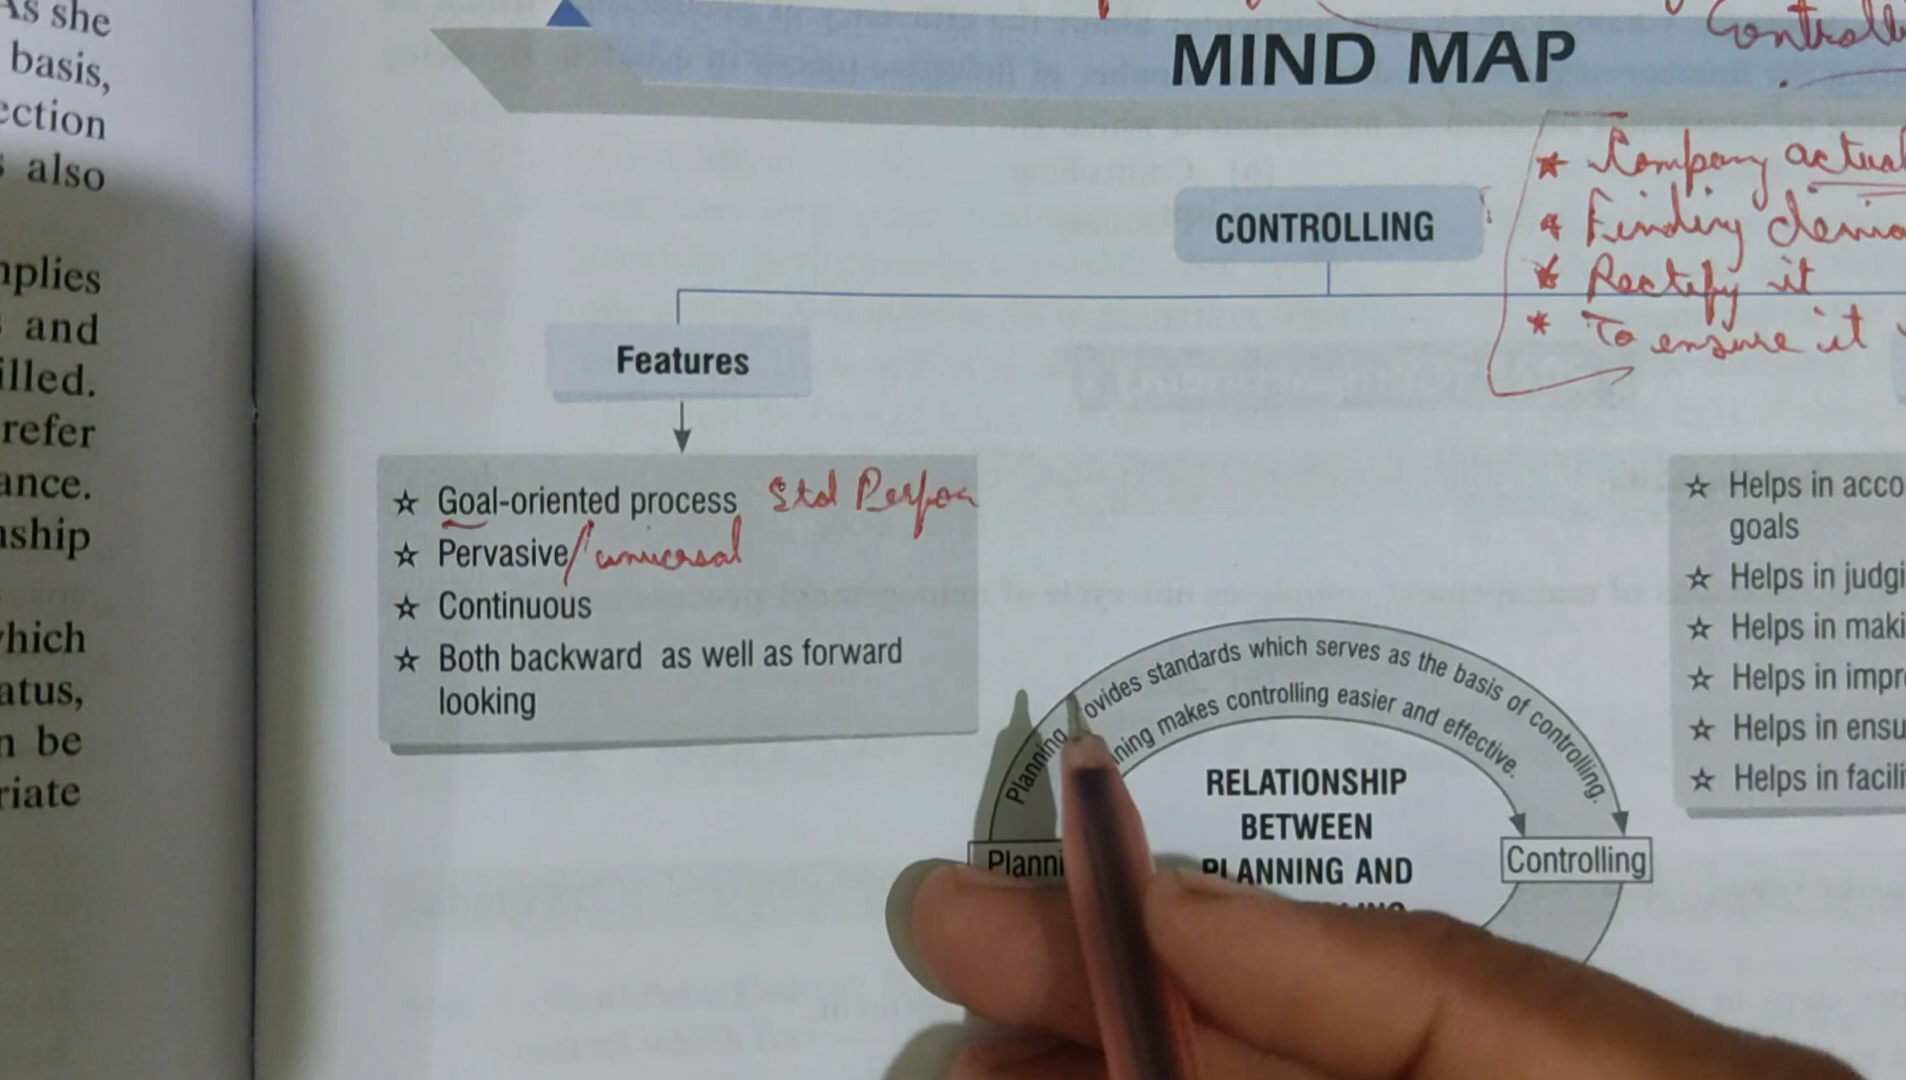 As she
basis,
ection
also
mplies
and
illed.
refer
ance.
nship
which
atus,
n be
riate
MIND MAP
CONTROLLING
* Company actual
* Finding
* Rectify it
* To ensure it
Features
☆ Goal-oriented process Std Perfor
☆ Pervasive/universal
☆ Continuous
☆ Both backward as well as forward
looking
☆ Helps in acco
goals
☆ Helps in judgi
☆ Helps in maki
☆ Helps in impr
☆ Helps in ensu
☆ Helps in facili
Planning ovides standards which serves as the basis of controlling.
ning makes controlling easier and effective.
RELATIONSHIP
BETWEEN
PLANNING AND
Planni
Controlling